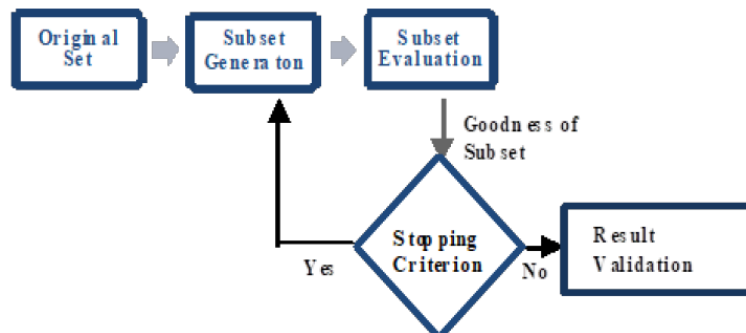 Original
Set
Subset
Generaton
Subset
Evaluation
Goodness of
Subset
Stopping
Criterion
Yes
No
Result
Validation